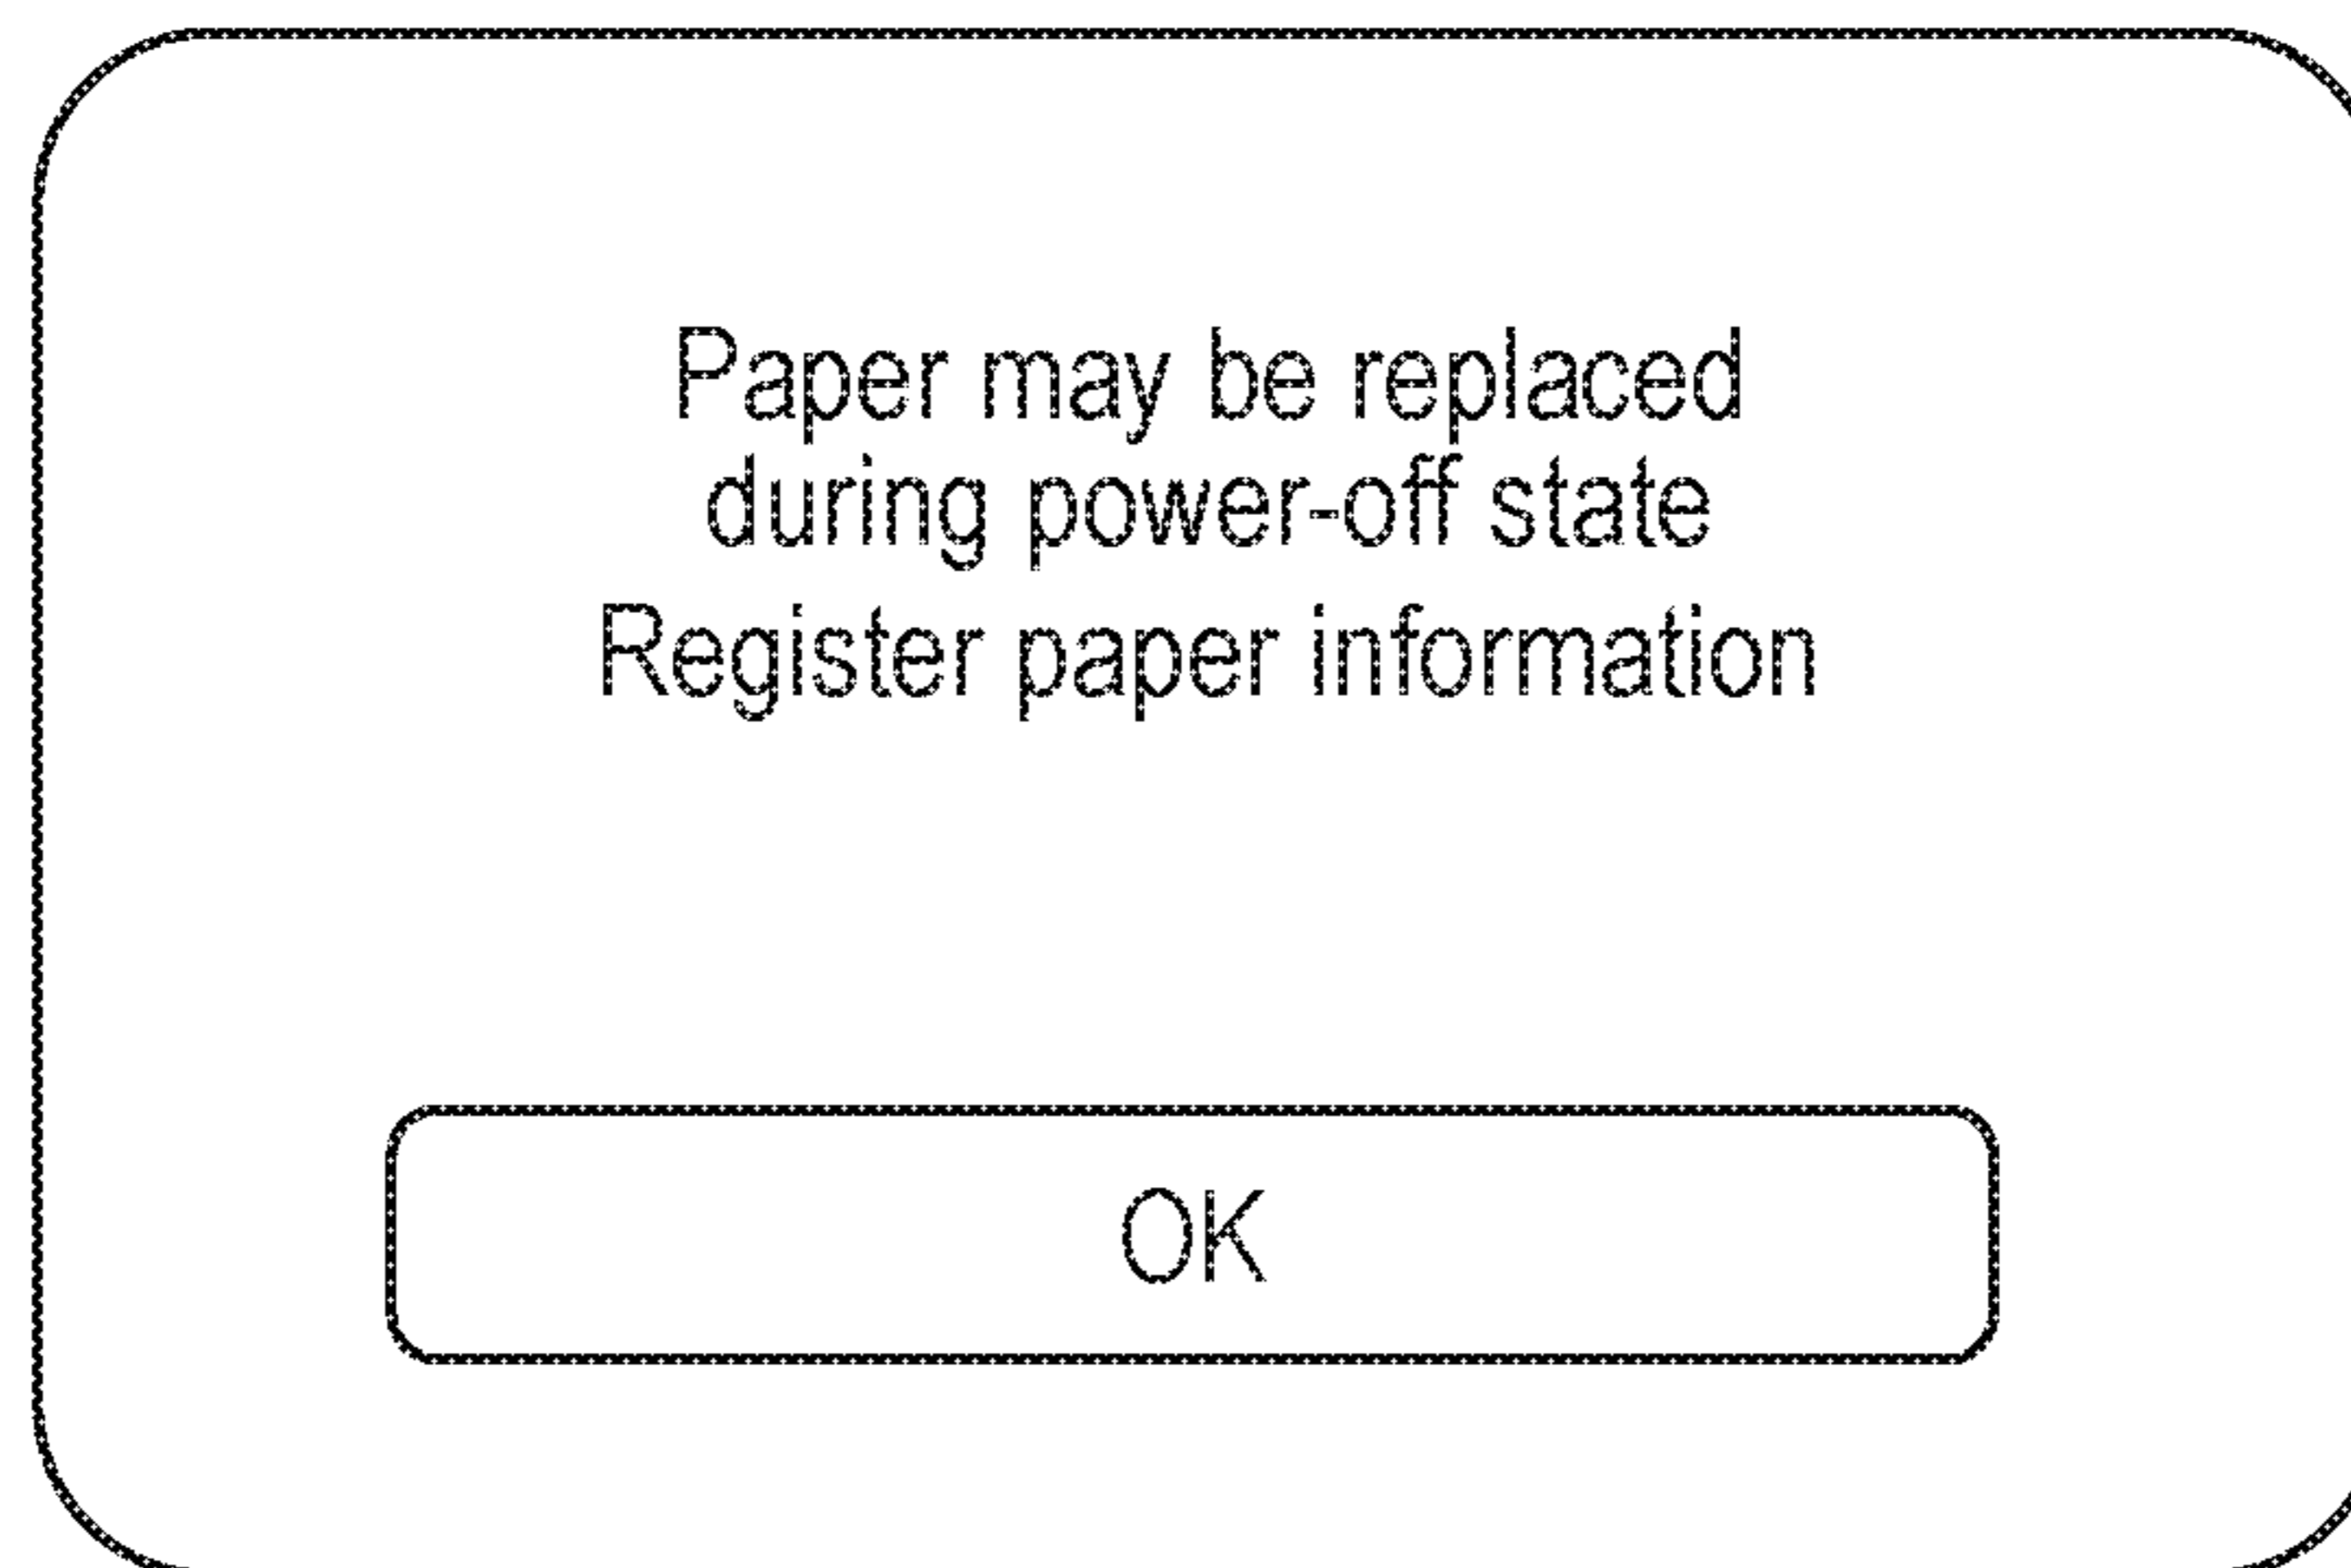 Paper may be replaced
during power-off state
Register paper information
OK